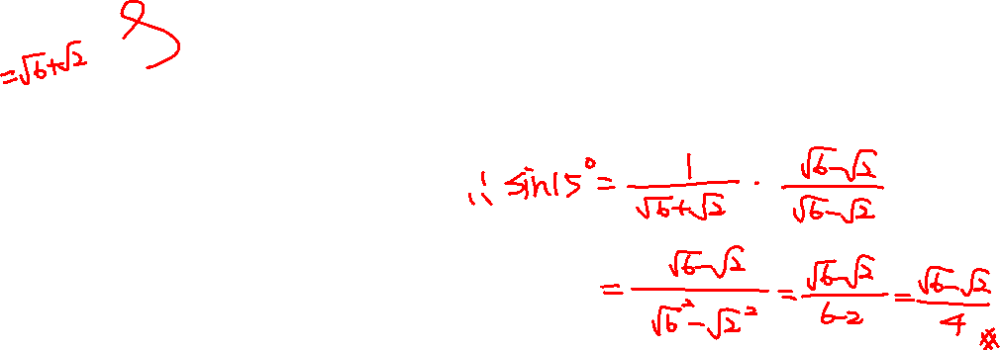 =√6+√2
∴ sin15°= 1/(√6+√2) · (√6-√2)/(√6-√2)
= (√6-√2)/(√6²-√2²) = (√6-√2)/(6-2) = (√6-√2)/4 ※